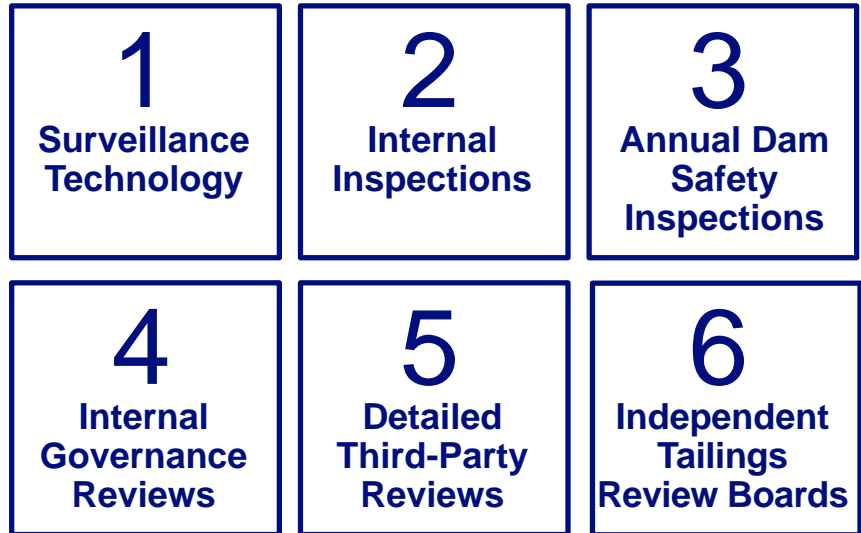 1
Surveillance
Technology
2
Internal
Inspections
3
Annual Dam
Safety
Inspections
4
Internal
Governance
Reviews
5
Detailed
Third-Party
Reviews
6
Independent
Tailings
Review Boards